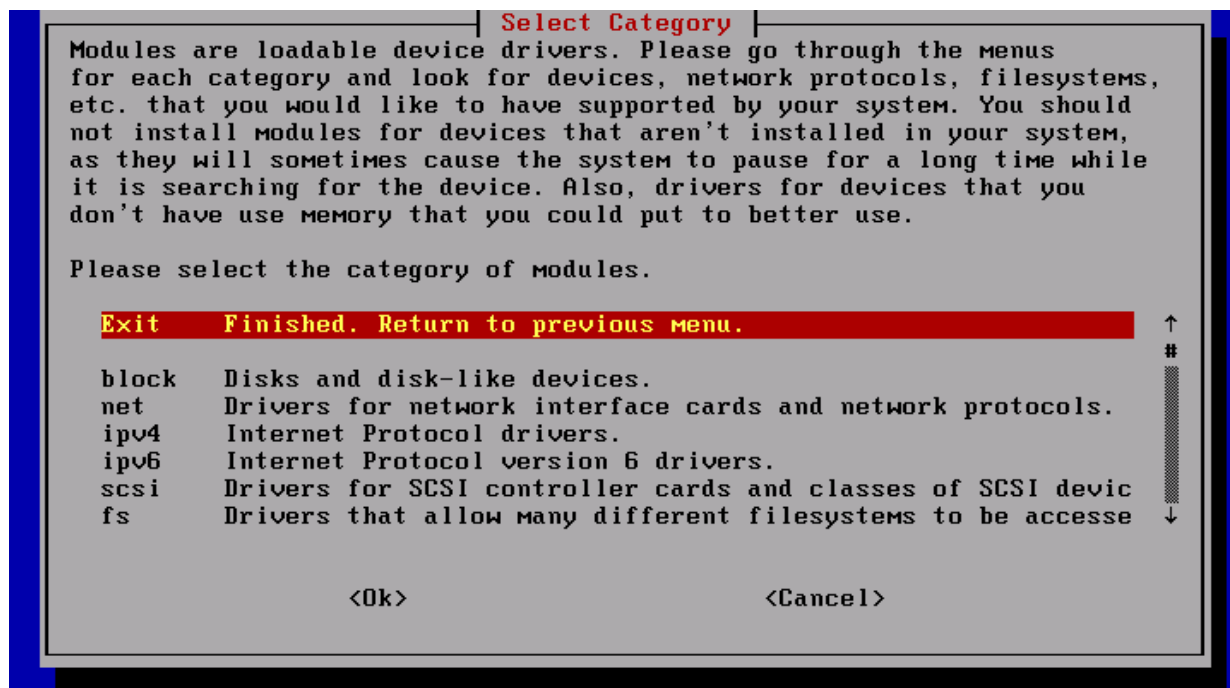 Select Category
Modules are loadable device drivers. Please go through the menus
for each category and look for devices, network protocols, filesystems,
etc. that you would like to have supported by your system. You should
not install modules for devices that aren't installed in your system,
as they will sometimes cause the system to pause for a long time while
it is searching for the device. Also, drivers for devices that you
don't have use memory that you could put to better use.
Please select the category of modules.
Exit Finished. Return to previous menu. ↑
#
block Disks and disk-like devices.
net Drivers for network interface cards and network protocols.
ipv4 Internet Protocol drivers.
ipv6 Internet Protocol version 6 drivers.
scsi Drivers for SCSI controller cards and classes of SCSI devic
fs Drivers that allow many different filesystems to be accesse ↓
<Ok> <Cancel>